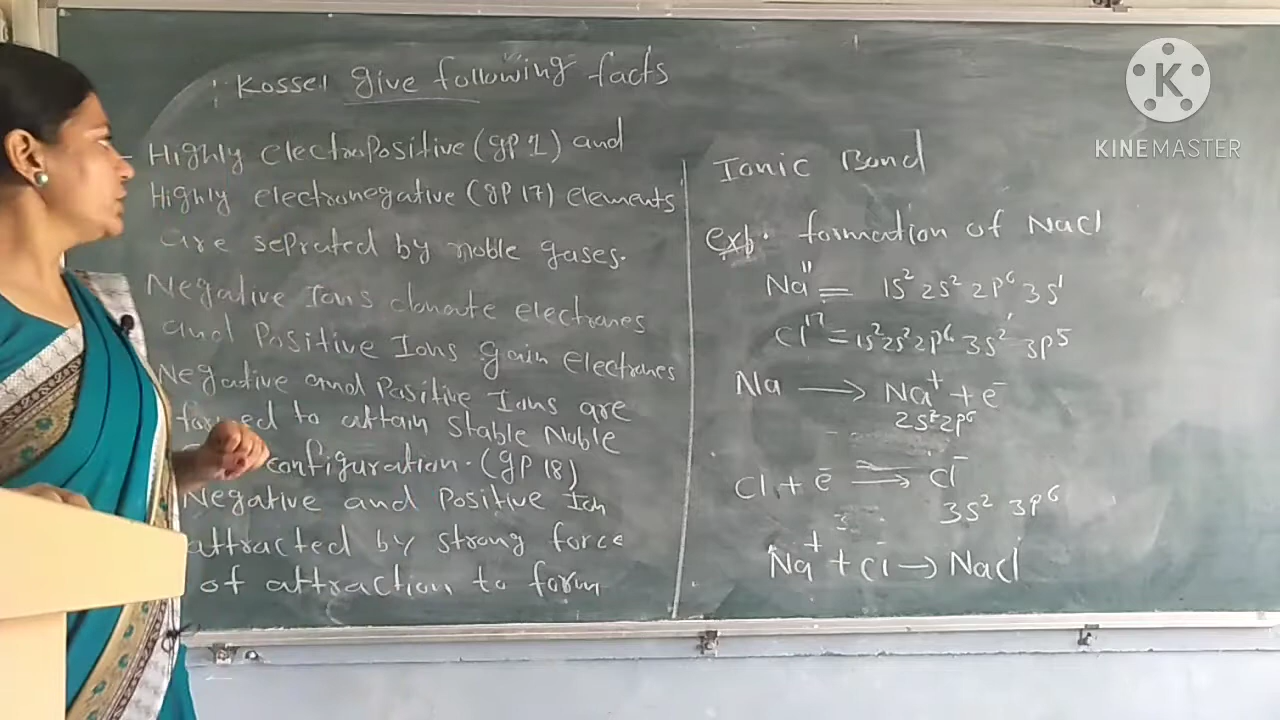 Kossel give following facts
- Highly electroPositive (gp 1) and
Highly electronegative (gp 17) elements
are seprated by noble gases.
Negative Ions donate electrones
and Positive Ions gain electrones
Negative and Positive Ions are
formed to attain stable Noble
configuration. (gp 18)
Negative and Positive Ion
attracted by strong force
of attraction to form
Ionic Bond
exp. formation of Nacl
Na¹¹ = 1s² 2s² 2p⁶ 3s¹
Cl¹⁷ = 1s² 2s² 2p⁶ 3s² 3p⁵
Na → Na⁺ + e⁻
2s² 2p⁶
Cl + e⁻ → Cl⁻
3s² 3p⁶
Na⁺ + Cl⁻ → Nacl
K
KINEMASTER